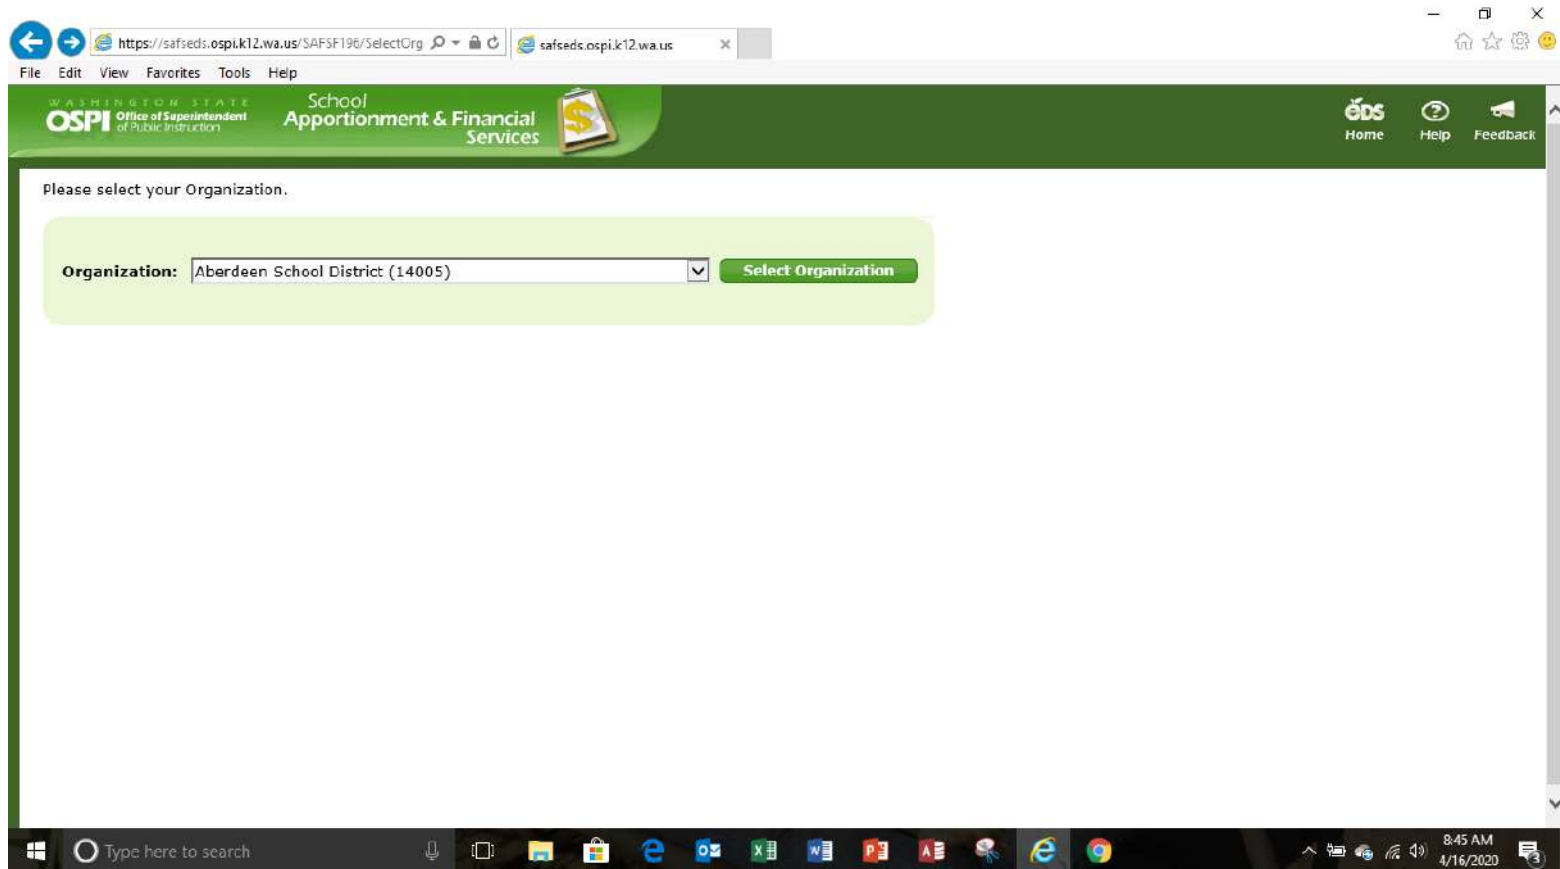 https://safseds.ospi.k12.wa.us/SAFSF196/SelectOrg
safseds.ospi.k12.wa.us
File Edit View Favorites Tools Help
WASHINGTON STATE
OSPI Office of Superintendent
of Public Instruction
School
Apportionment & Financial
Services
EDS
Home
Help
Feedback
Please select your Organization.
Organization: Aberdeen School District (14005) Select Organization
Type here to search
8:45 AM
4/16/2020
3